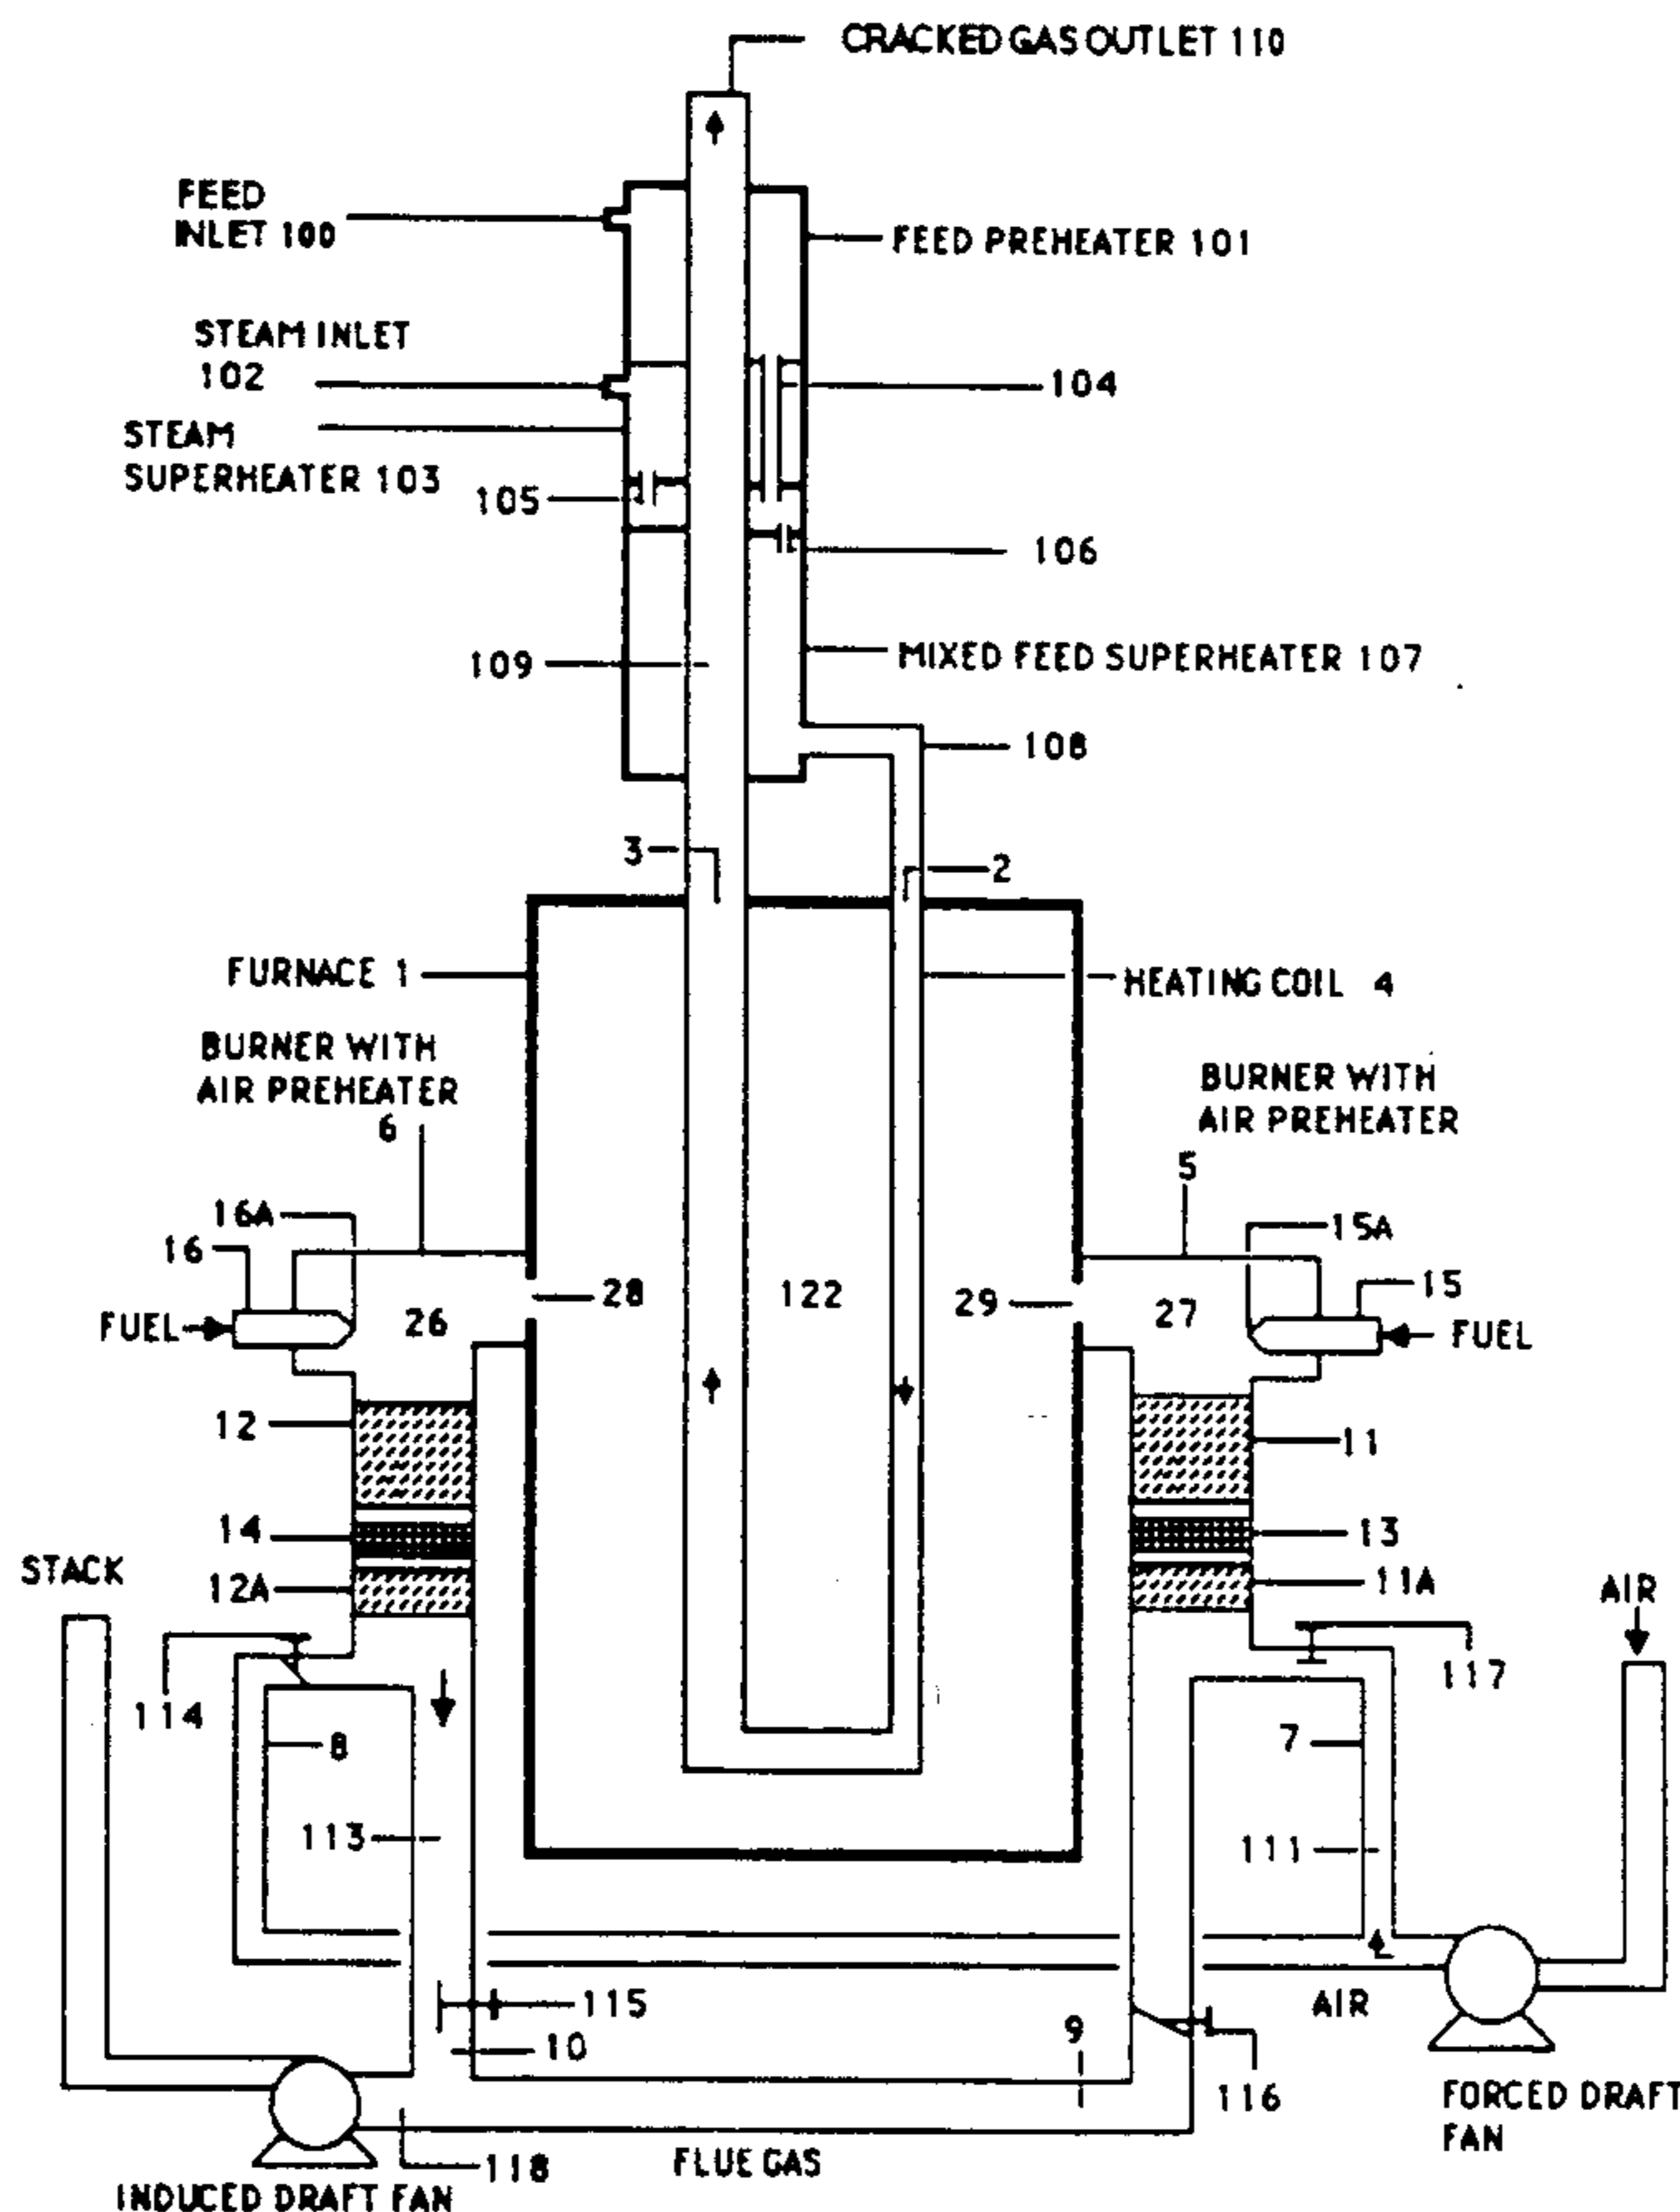 CRACKED GAS OUTLET 110
FEED
INLET 100
FEED PREHEATER 101
STEAM INLET
102
104
STEAM
SUPERHEATER 103
105
106
109
MIXED FEED SUPERHEATER 107
108
3
2
FURNACE 1
HEATING COIL 4
BURNER WITH
AIR PREHEATER
6
BURNER WITH
AIR PREHEATER
5
16A
15A
16
15
28
122
29
26
27
FUEL
FUEL
12
11
14
13
STACK
12A
11A
AIR
114
117
8
7
113
111
115
AIR
10
9
116
FORCED DRAFT
FAN
118
FLUE GAS
INDUCED DRAFT FAN